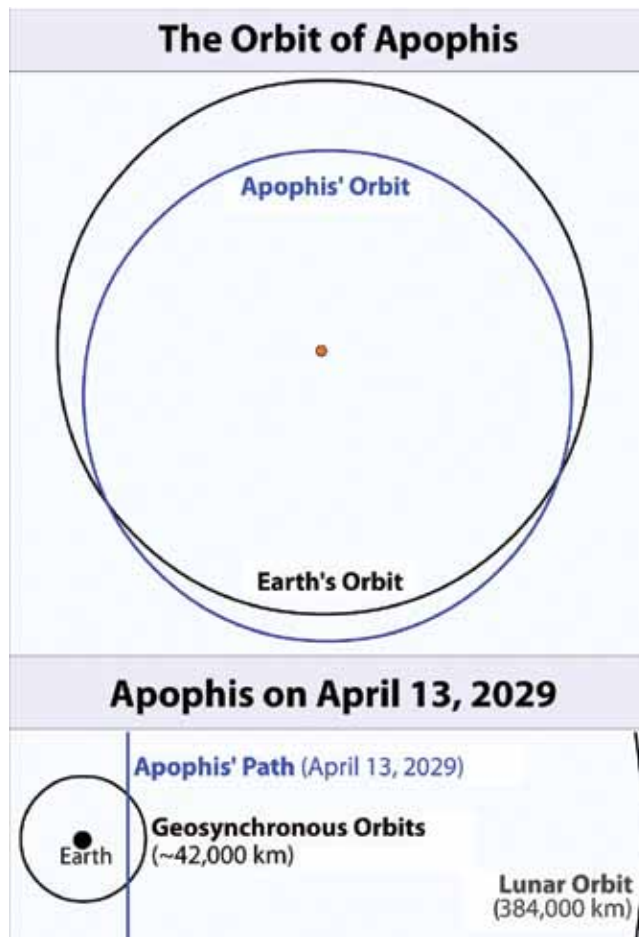 The Orbit of Apophis
Apophis' Orbit
Earth's Orbit
Apophis on April 13, 2029
Apophis' Path (April 13, 2029)
Geosynchronous Orbits
(~42,000 km)
Earth
Lunar Orbit
(384,000 km)